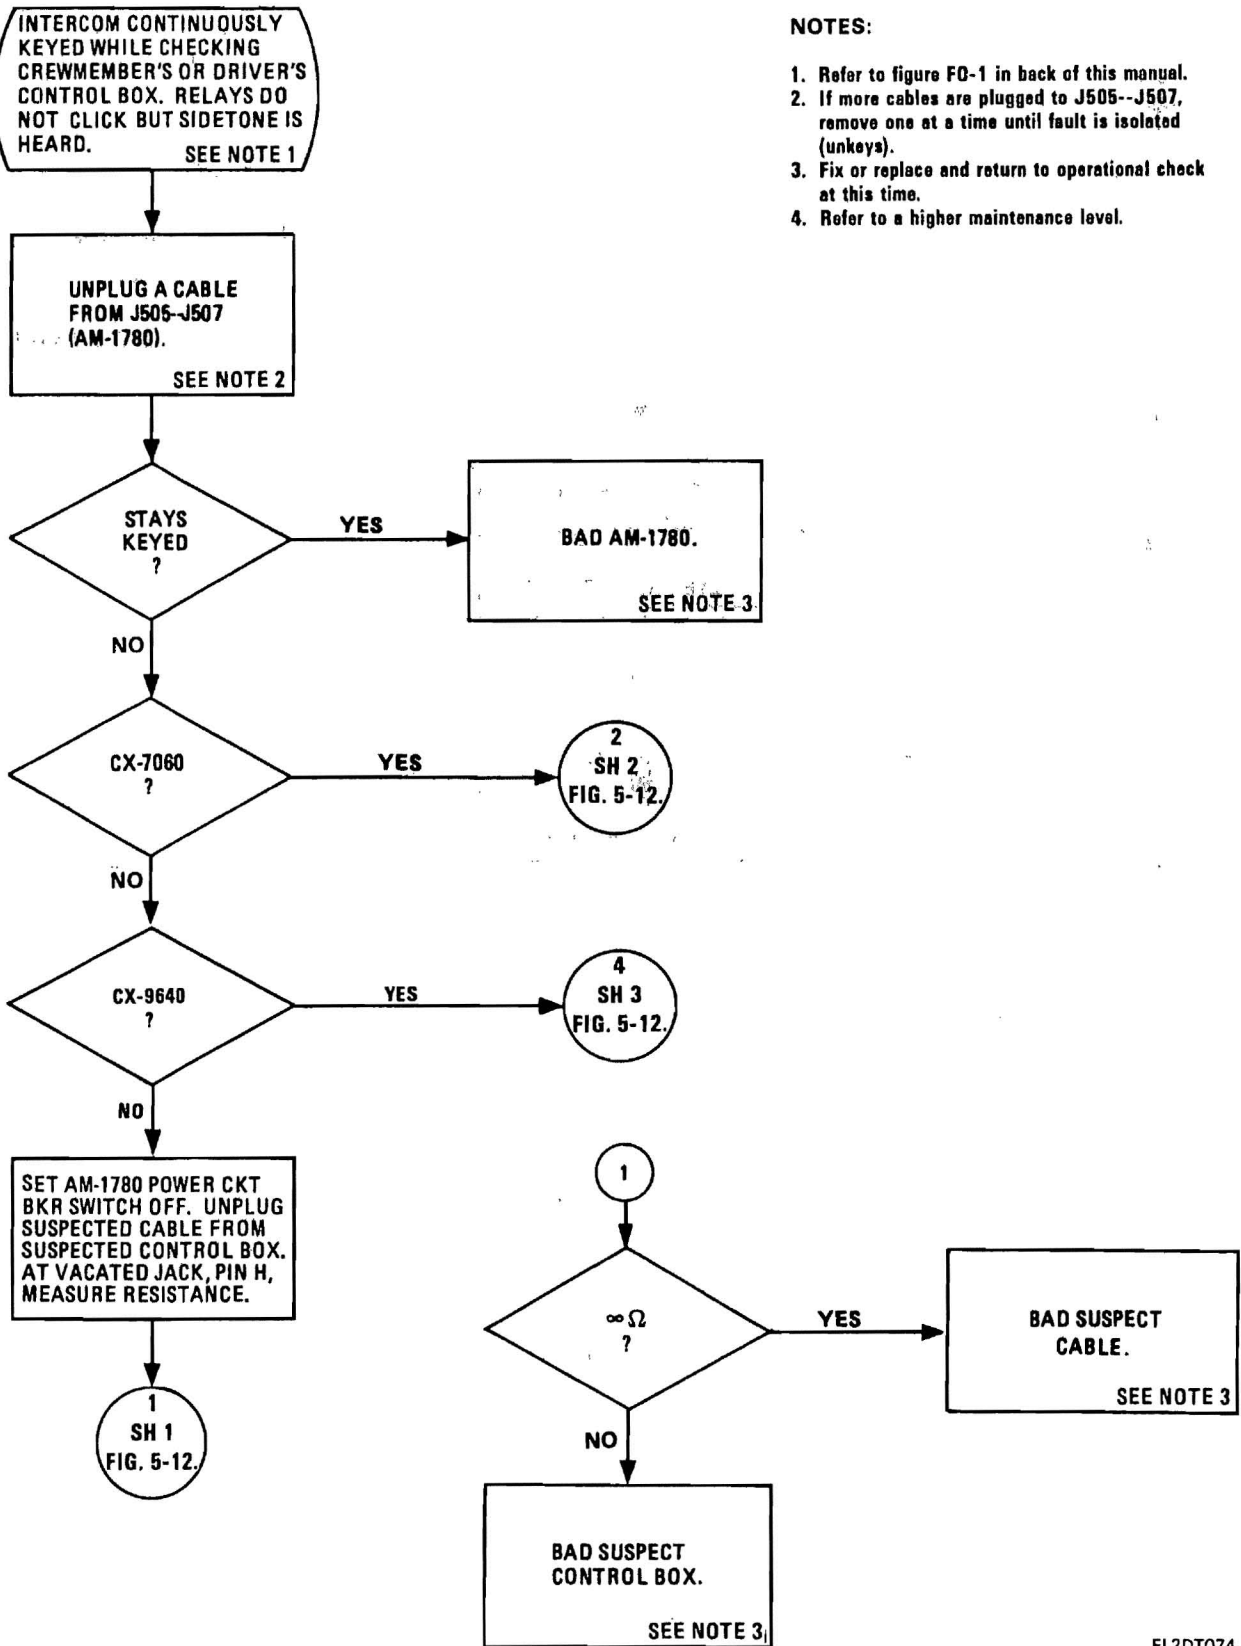 INTERCOM CONTINUOUSLY
KEYED WHILE CHECKING
CREWMEMBER'S OR DRIVER'S
CONTROL BOX. RELAYS DO
NOT CLICK BUT SIDETONE IS
HEARD.
SEE NOTE 1
NOTES:
1. Refer to figure FO-1 in back of this manual.
2. If more cables are plugged to J505--J507,
remove one at a time until fault is isolated
(unkeys).
3. Fix or replace and return to operational check
at this time.
4. Refer to a higher maintenance level.
UNPLUG A CABLE
FROM J505--J507
(AM-1780).
SEE NOTE 2
STAYS
KEYED
?
YES
BAD AM-1780.
SEE NOTE 3
NO
CX-7060
?
YES
2
SH 2
FIG. 5-12.
NO
CX-9640
?
YES
4
SH 3
FIG. 5-12.
NO
SET AM-1780 POWER CKT
BKR SWITCH OFF. UNPLUG
SUSPECTED CABLE FROM
SUSPECTED CONTROL BOX.
AT VACATED JACK, PIN H,
MEASURE RESISTANCE.
1
SH 1
FIG. 5-12.
1
∞ Ω
?
YES
BAD SUSPECT
CABLE.
SEE NOTE 3
NO
BAD SUSPECT
CONTROL BOX.
SEE NOTE 3
EL2DT074